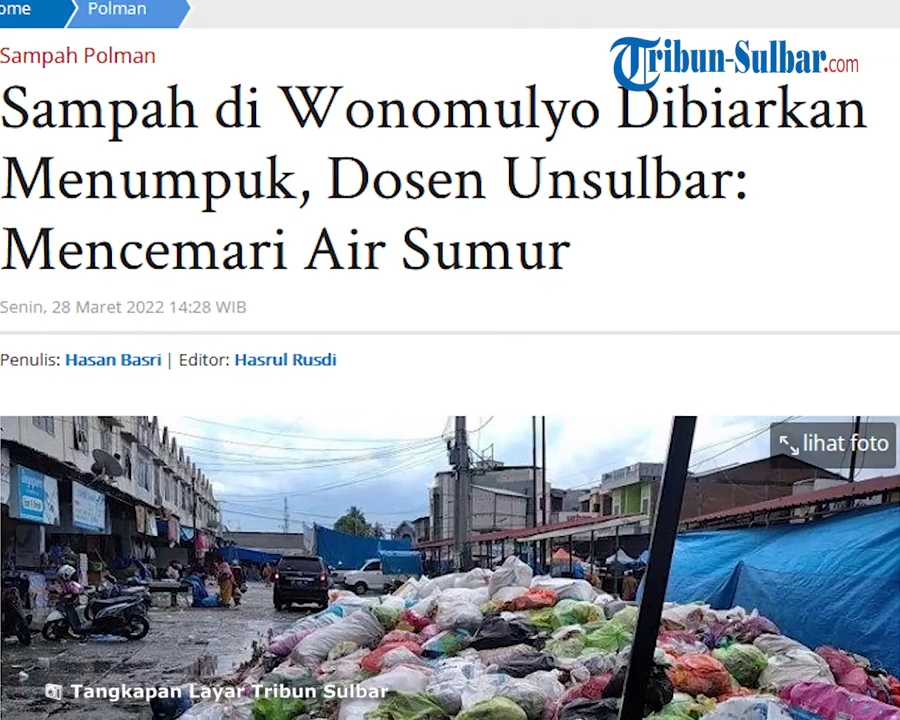 ome Polman
Sampah Polman
Tribun-Sulbar.com
Sampah di Wonomulyo Dibiarkan
Menumpuk, Dosen Unsulbar:
Mencemari Air Sumur
Senin, 28 Maret 2022 14:28 WIB
Penulis: Hasan Basri | Editor: Hasrul Rusdi
lihat foto
Tangkapan Layar Tribun Sulbar